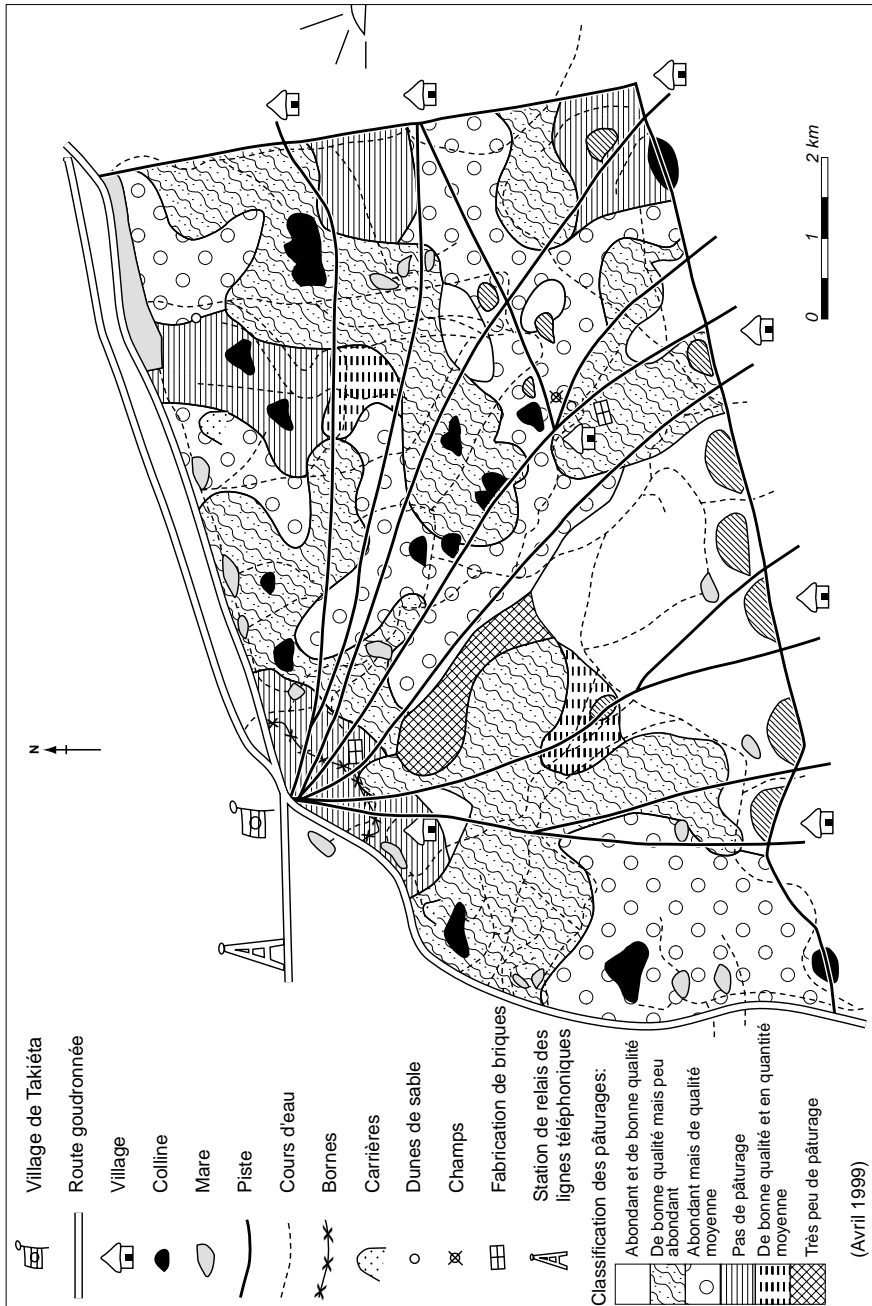 N
0 1 2 km
Village de Takiéta
Route goudronnée
Village
Colline
Mare
Piste
Cours d'eau
Bornes
Carrières
Dunes de sable
Champs
Fabrication de briques
Station de relais des
lignes téléphoniques
Classification des pâturages:
Abondant et de bonne qualité
De bonne qualité mais peu
abondant
Abondant mais de qualité
moyenne
Pas de pâturage
De bonne qualité et en quantité
moyenne
Très peu de pâturage
(Avril 1999)